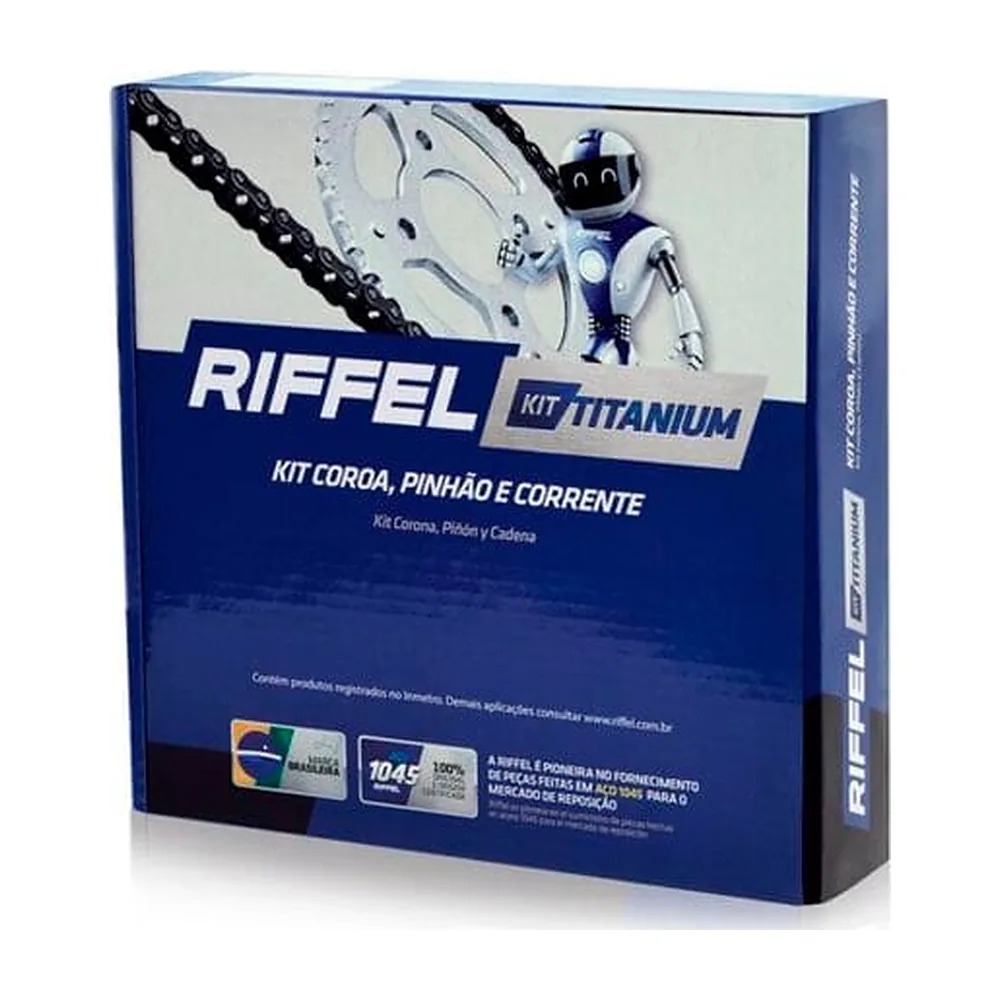 RIFFEL
KIT TITANIUM
KIT COROA, PINHÃO E CORRENTE
Kit Corona, Piñón y Cadena
Contém produtos registrados no Inmetro. Demais aplicações consultar www.riffel.com.br
MARCA
BRASILEIRA
1045
RIFFEL
100%
A RIFFEL É PIONEIRA NO FORNECIMENTO
DE PEÇAS FEITAS EM AÇO 1045 PARA O
MERCADO DE REPOSIÇÃO
RIFFEL
KIT TITANIUM
KIT COROA, PINHÃO E CORRENTE